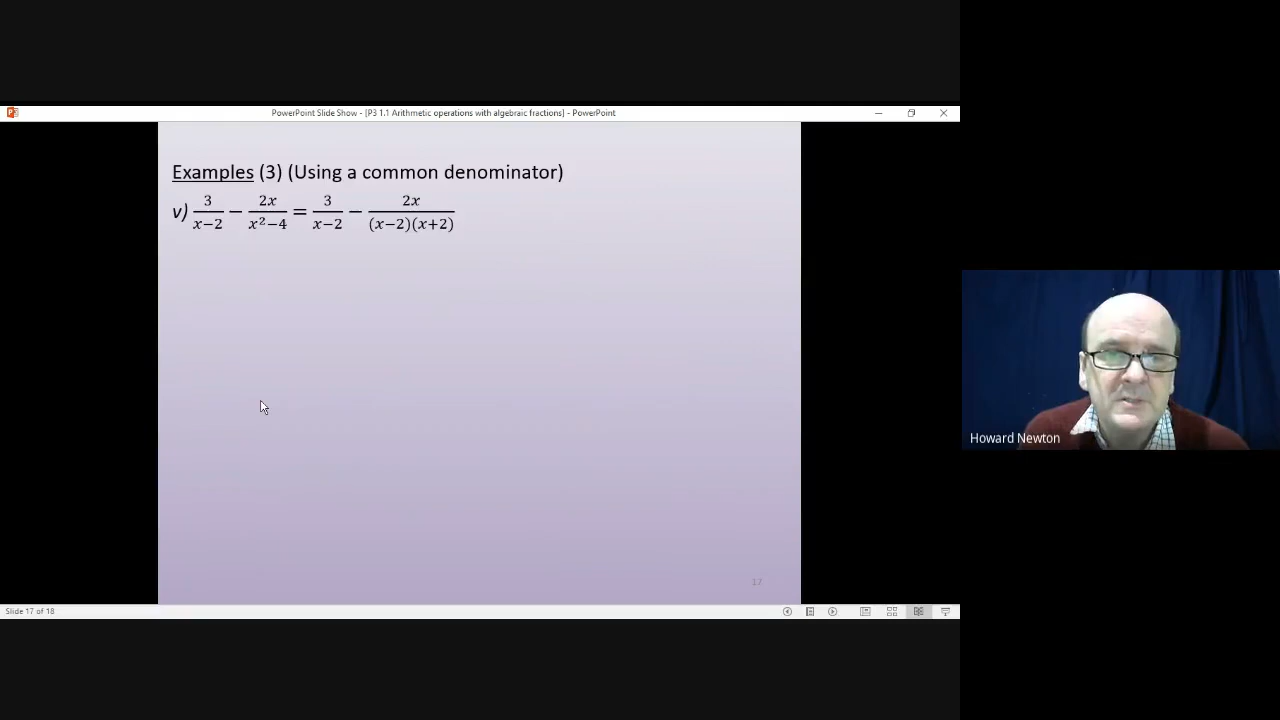 PowerPoint Slide Show - [P3 1.1 Arithmetic operations with algebraic fractions] - PowerPoint
Examples (3) (Using a common denominator)
v) 3/(x−2) − 2x/(x²−4) = 3/(x−2) − 2x/((x−2)(x+2))
Howard Newton
17
Slide 17 of 18